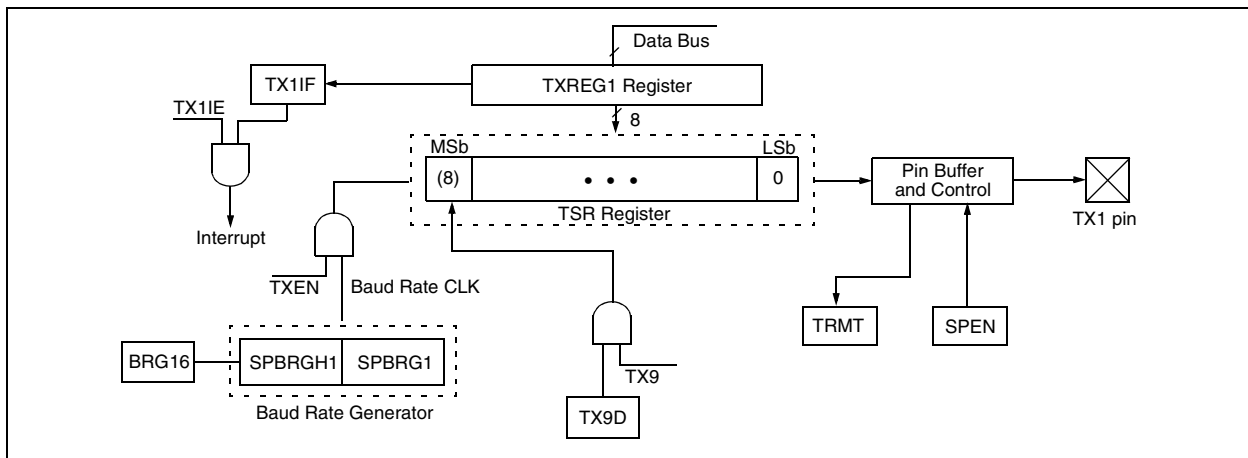 Data Bus
TX1IF
TXREG1 Register
TX1IE
8
MSb
LSb
(8)
• • •
0
Pin Buffer
and Control
TSR Register
TX1 pin
Interrupt
TXEN
Baud Rate CLK
TRMT
SPEN
BRG16
SPBRGH1
SPBRG1
TX9
Baud Rate Generator
TX9D